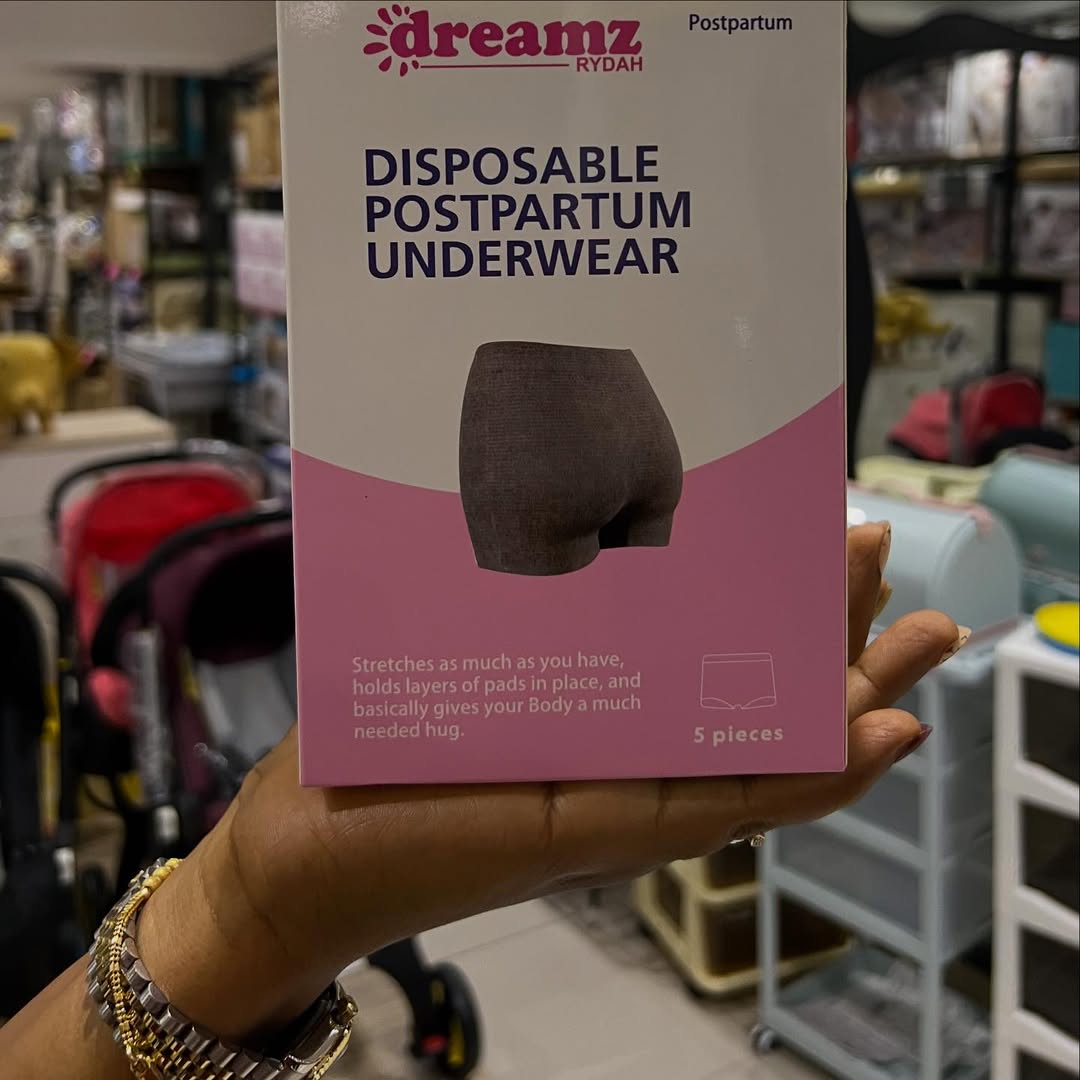 dreamz
RYDAH
Postpartum
DISPOSABLE
POSTPARTUM
UNDERWEAR
Stretches as much as you have,
holds layers of pads in place, and
basically gives your Body a much
needed hug.
5 pieces